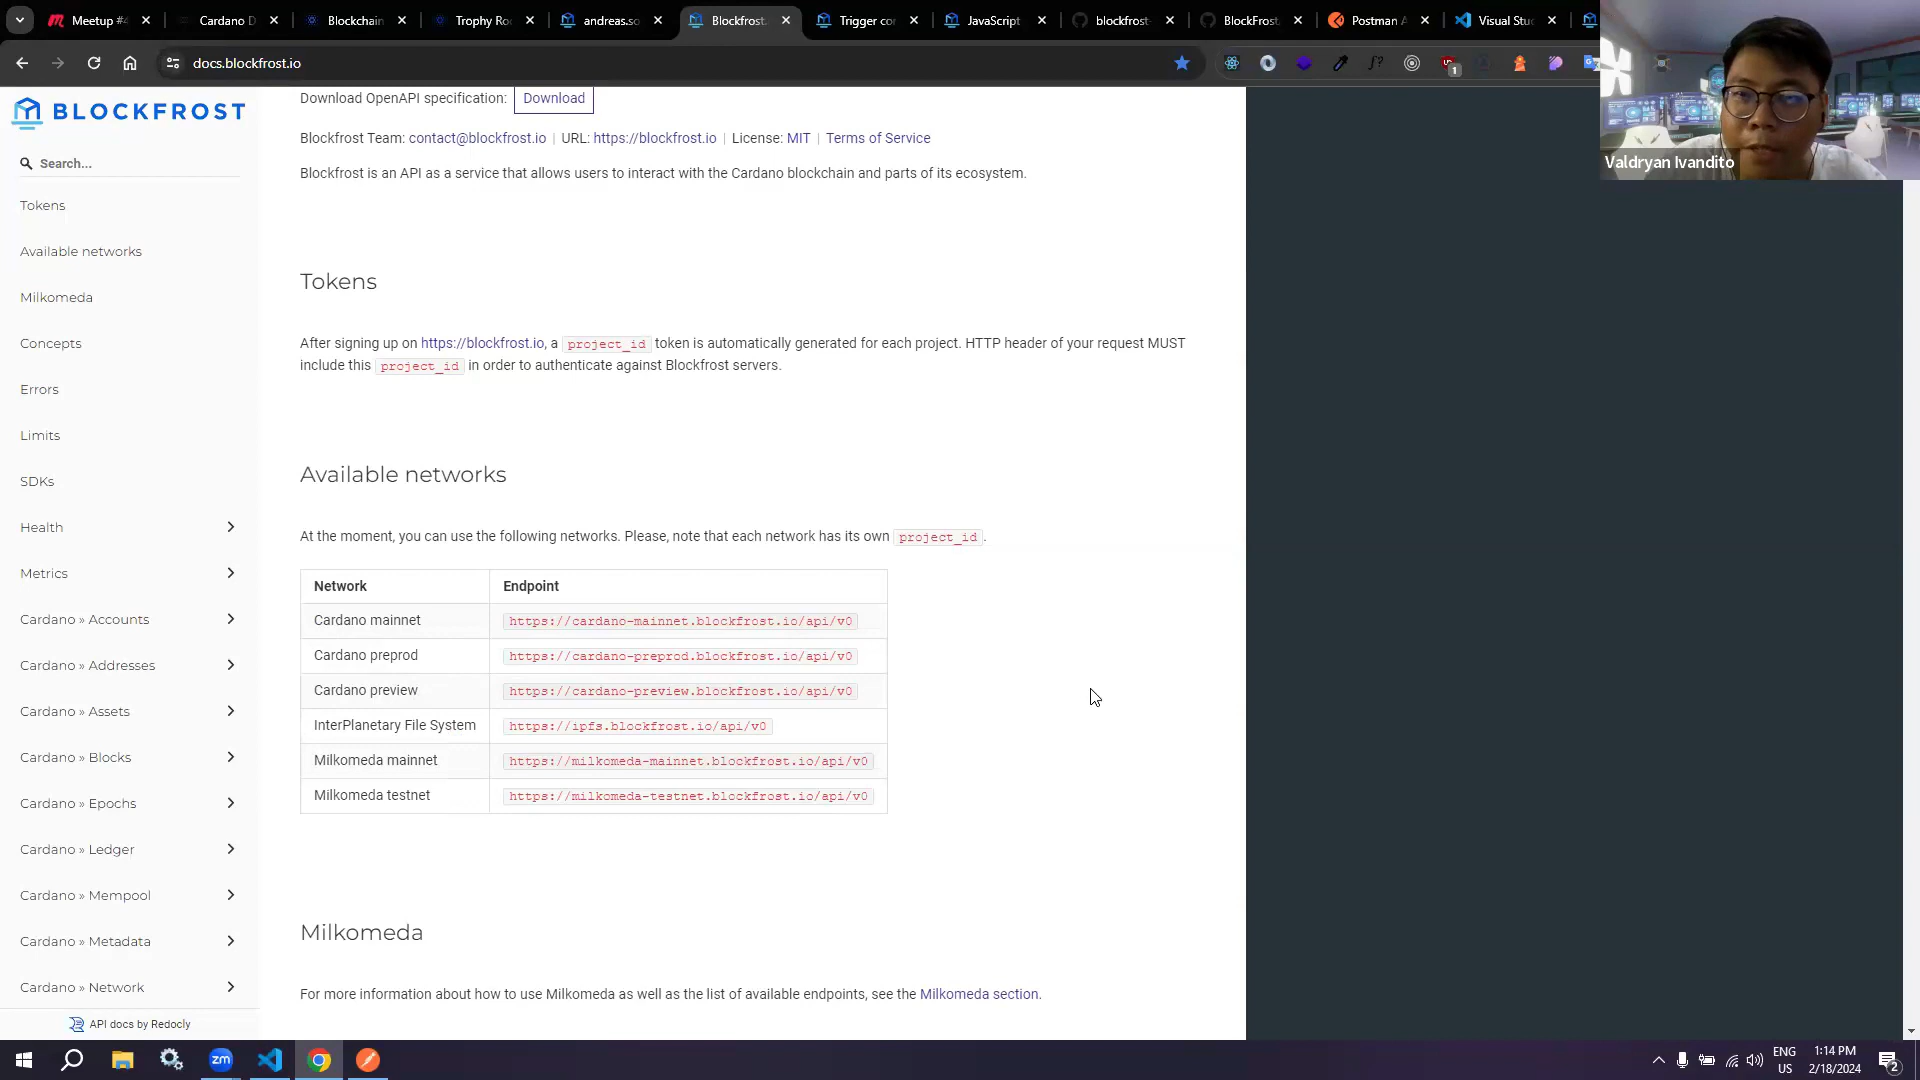 Meetup #
Cardano D
Blockchain
Trophy Ro
andreas.so
Blockfrost.
Trigger co
JavaScript
blockfrost-
BlockFrost
Postman A
Visual Stu
docs.blockfrost.io
1
Valdryan Ivandito
BLOCKFROST
Search...
Tokens
Available networks
Milkomeda
Concepts
Errors
Limits
SDKs
Health
Metrics
Cardano » Accounts
Cardano » Addresses
Cardano » Assets
Cardano » Blocks
Cardano » Epochs
Cardano » Ledger
Cardano » Mempool
Cardano » Metadata
Cardano » Network
API docs by Redocly
Download OpenAPI specification: Download
Blockfrost Team: contact@blockfrost.io | URL: https://blockfrost.io | License: MIT | Terms of Service
Blockfrost is an API as a service that allows users to interact with the Cardano blockchain and parts of its ecosystem.
Tokens
After signing up on https://blockfrost.io, a project_id token is automatically generated for each project. HTTP header of your request MUST
include this project_id in order to authenticate against Blockfrost servers.
Available networks
At the moment, you can use the following networks. Please, note that each network has its own project_id.
Network Endpoint
Cardano mainnet https://cardano-mainnet.blockfrost.io/api/v0
Cardano preprod https://cardano-preprod.blockfrost.io/api/v0
Cardano preview https://cardano-preview.blockfrost.io/api/v0
InterPlanetary File System https://ipfs.blockfrost.io/api/v0
Milkomeda mainnet https://milkomeda-mainnet.blockfrost.io/api/v0
Milkomeda testnet https://milkomeda-testnet.blockfrost.io/api/v0
Milkomeda
For more information about how to use Milkomeda as well as the list of available endpoints, see the Milkomeda section.
zm
ENG
US
1:14 PM
2/18/2024
2